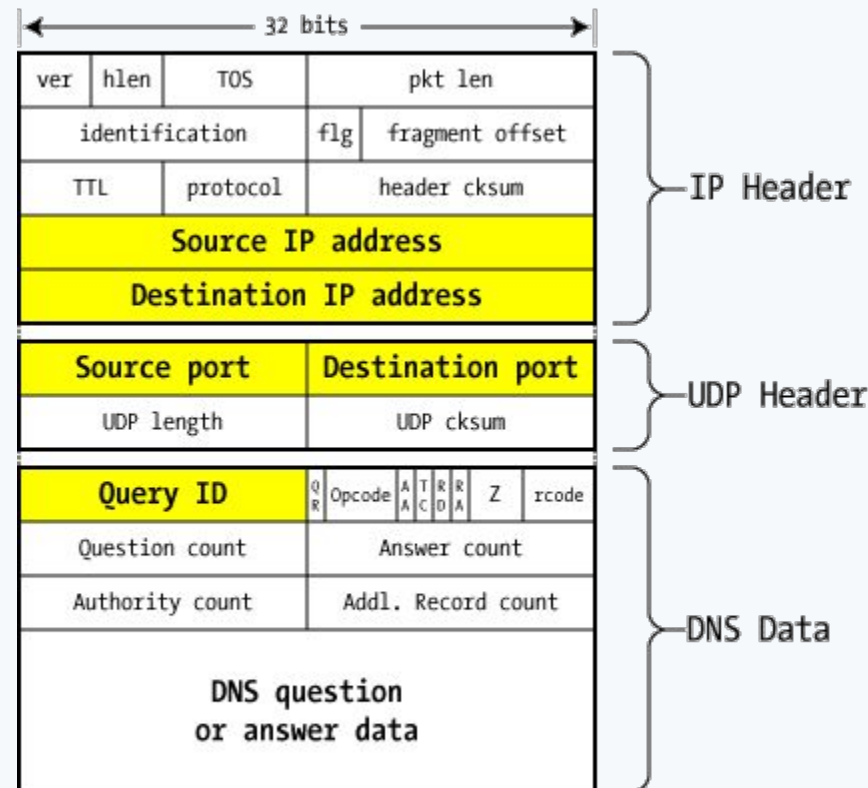 32 bits
ver hlen TOS pkt len
identification flg fragment offset
TTL protocol header cksum
IP Header
Source IP address
Destination IP address
Source port Destination port
UDP Header
UDP length UDP cksum
Query ID QR Opcode AA TC RD RA Z rcode
Question count Answer count
Authority count Addl. Record count
DNS Data
DNS question
or answer data